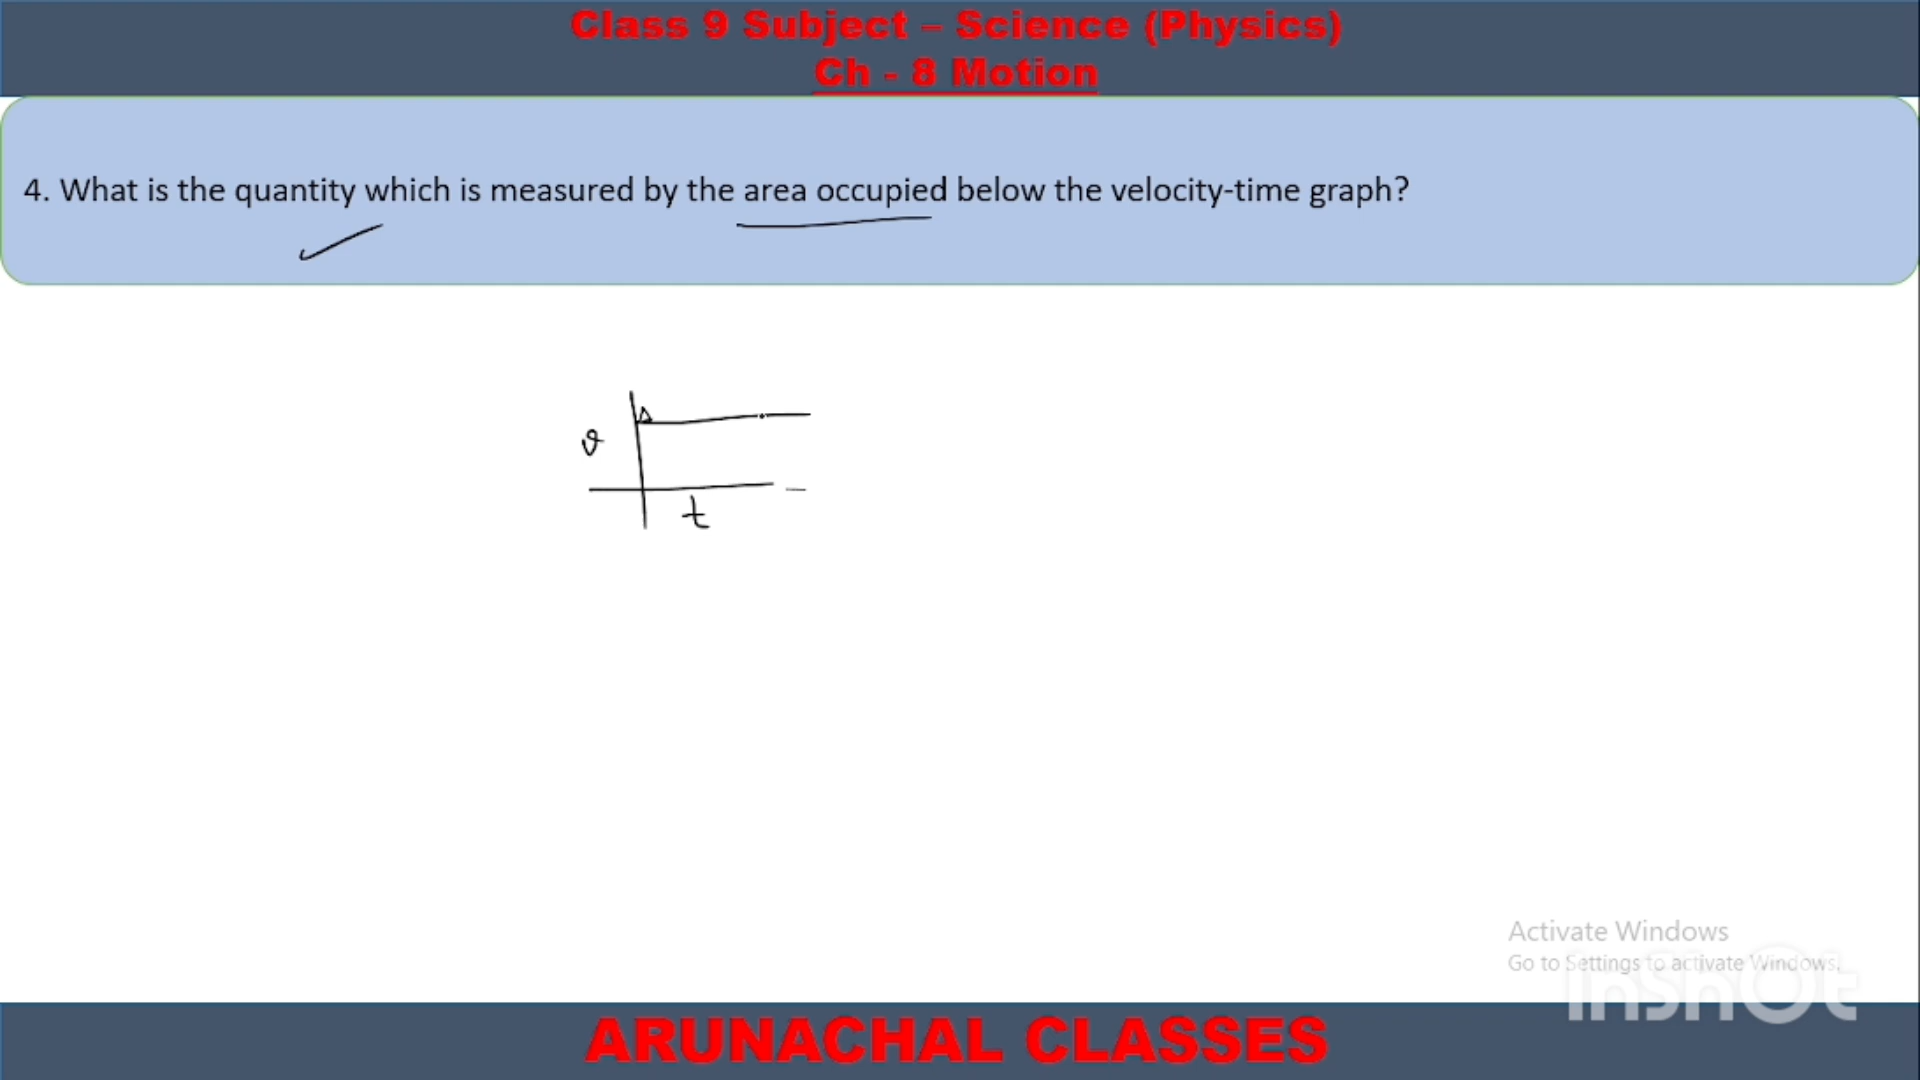 Class 9 Subject – Science (Physics)
Ch - 8 Motion
4. What is the quantity which is measured by the area occupied below the velocity-time graph?
v
t
Activate Windows
Go to Settings to activate Windows.
InShOt
ARUNACHAL CLASSES